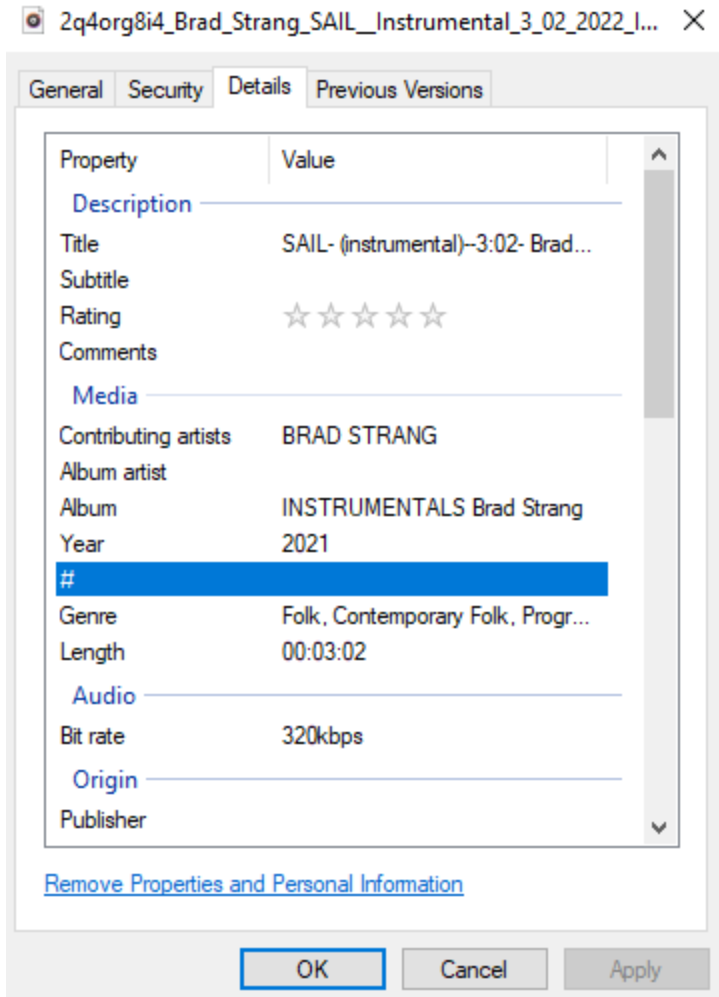 2q4org8i4_Brad_Strang_SAIL__Instrumental_3_02_2022_I...
General Security Details Previous Versions
Property Value
Description
Title SAIL- (instrumental)--3:02- Brad...
Subtitle
Rating
Comments
Media
Contributing artists BRAD STRANG
Album artist
Album INSTRUMENTALS Brad Strang
Year 2021
#
Genre Folk, Contemporary Folk, Progr...
Length 00:03:02
Audio
Bit rate 320kbps
Origin
Publisher
Remove Properties and Personal Information
OK Cancel Apply